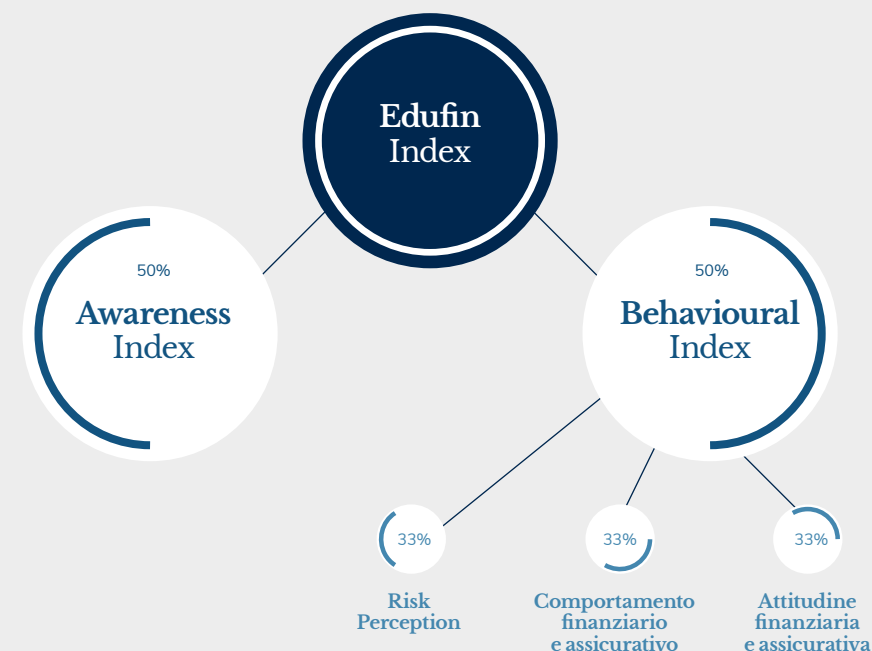 Edufin
Index
50%
Awareness
Index
50%
Behavioural
Index
33%
Risk
Perception
33%
Comportamento
finanziario
e assicurativo
33%
Attitudine
finanziaria
e assicurativa